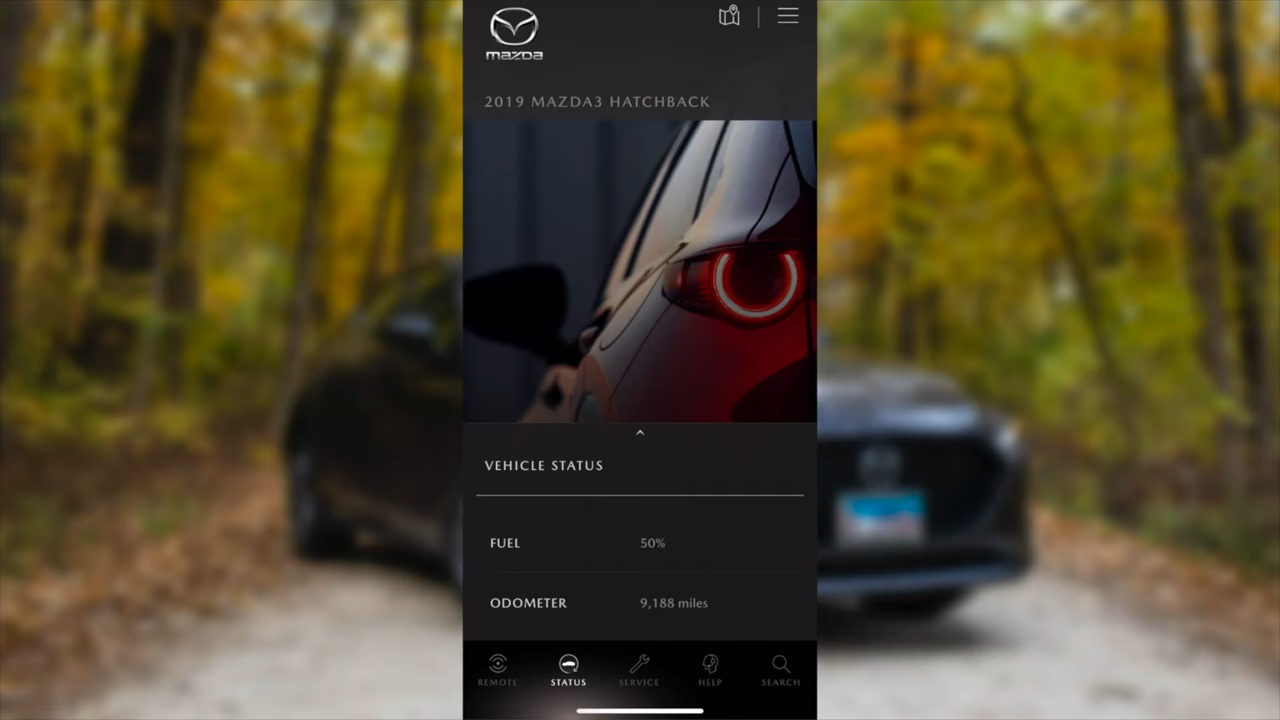 mazda
2019 MAZDA3 HATCHBACK
VEHICLE STATUS
FUEL 50%
ODOMETER 9,188 miles
REMOTE STATUS SERVICE HELP SEARCH